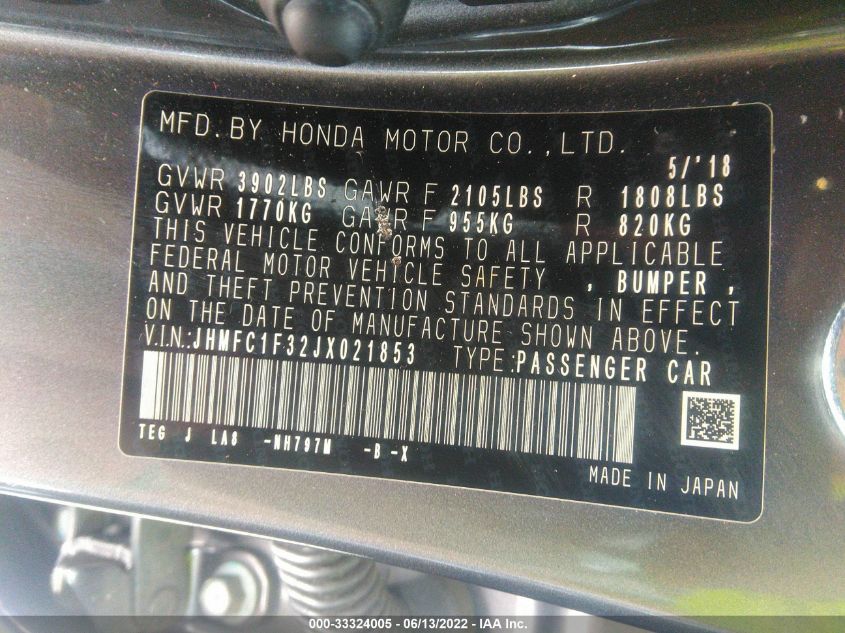 MFD. BY HONDA MOTOR CO., LTD.
5/'18
GVWR 3902LBS GAWR F 2105LBS R 1808LBS
GVWR 1770KG GAWR F 955KG R 820KG
THIS VEHICLE CONFORMS TO ALL APPLICABLE
FEDERAL MOTOR VEHICLE SAFETY , BUMPER ,
AND THEFT PREVENTION STANDARDS IN EFFECT
ON THE DATE OF MANUFACTURE SHOWN ABOVE.
V.I.N.: JHMFC1F32JX021853 TYPE: PASSENGER CAR
TEG J LA8 -NH797M -B -X
MADE IN JAPAN
000-33324005 - 06/13/2022 - IAA Inc.